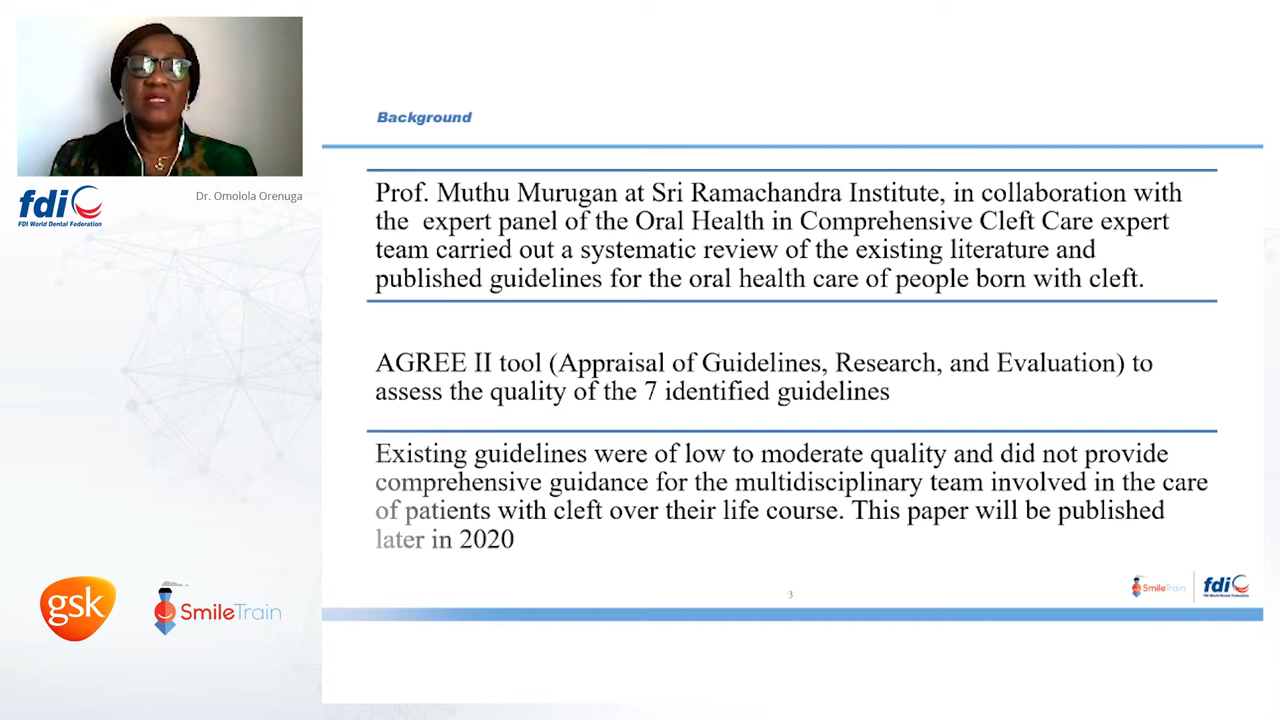 Dr. Omolola Orenuga
fdi
FDI World Dental Federation
Background
Prof. Muthu Murugan at Sri Ramachandra Institute, in collaboration with
the expert panel of the Oral Health in Comprehensive Cleft Care expert
team carried out a systematic review of the existing literature and
published guidelines for the oral health care of people born with cleft.
AGREE II tool (Appraisal of Guidelines, Research, and Evaluation) to
assess the quality of the 7 identified guidelines
Existing guidelines were of low to moderate quality and did not provide
comprehensive guidance for the multidisciplinary team involved in the care
of patients with cleft over their life course. This paper will be published
later in 2020
gsk
SmileTrain
3
SmileTrain
fdi
FDI World Dental Federation